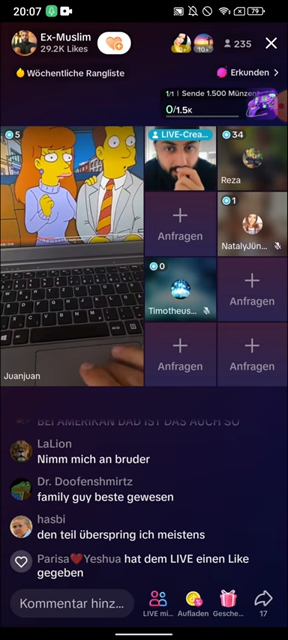 20:07
79
Ex-Muslim
29.2K Likes
10+
10+
235
Wöchentliche Rangliste
Erkunden >
1/1 | Sende 1.500 Münzen
0/1.5K
5
LIVE-Crea...
34
Reza
Anfragen
1
NatalyJün...
0
Timotheus...
Anfragen
Juanjuan
Anfragen
Anfragen
BEI AMERIKAN DAD IST DAS AUCH SO
LaLion
Nimm mich an bruder
Dr. Doofenshmirtz
family guy beste gewesen
hasbi
den teil überspring ich meistens
Parisa❤️Yeshua hat dem LIVE einen Like
gegeben
Kommentar hinz...
LIVE mi...
Aufladen
Gesche...
17